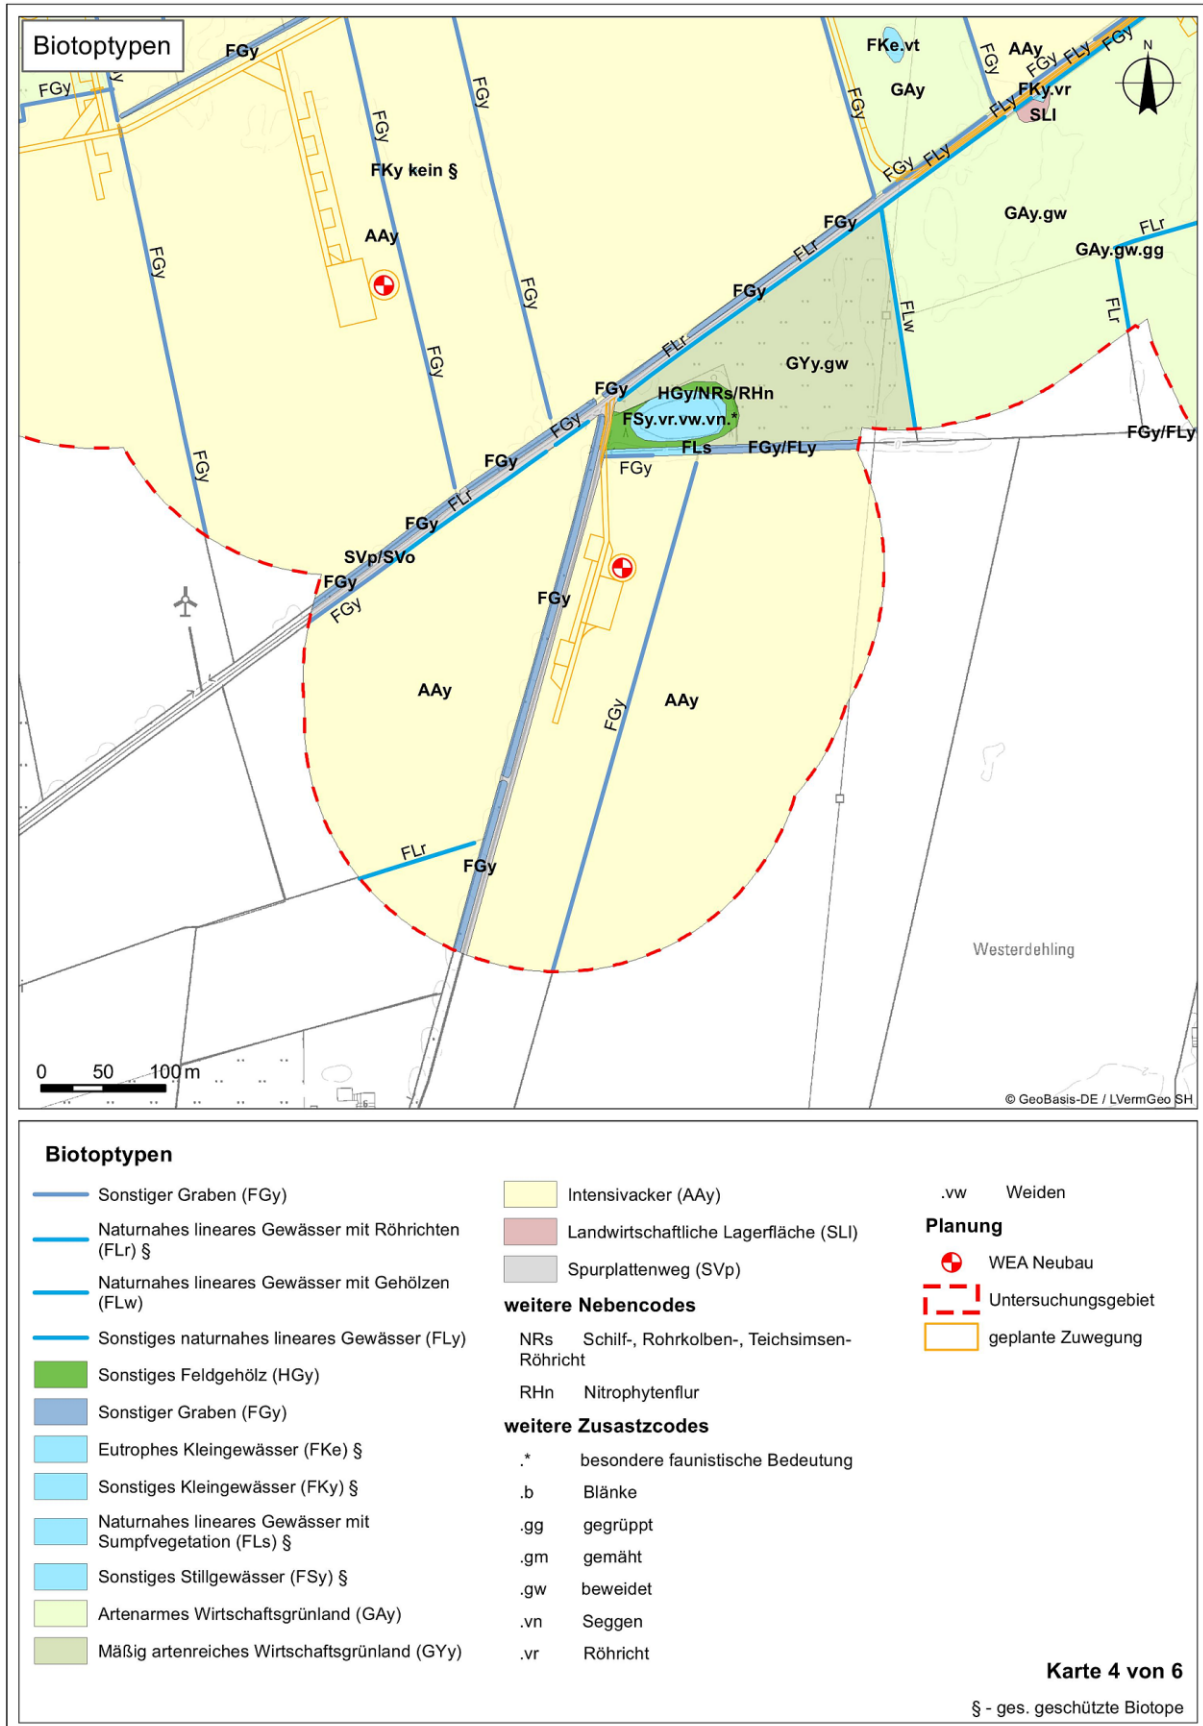 Biotoptypen
FGy
FGy
FGy
FGy
FGy
FKy kein §
AAy
FGy
FGy
FGy
FGy
FKe.vt
GAy
FGy
FGy
AAy
FGy
FLy
FGy
FKy.vr
FLy
SLI
N
FGy
FLy
GAy.gw
FGy
FLr
GAy.gw.gg
FLr
FGy
FLw
FLr
FLr
GYy.gw
FGy
HGy/NRs/RHn
FSy.vr.vw.vn.*
FGy
FLs
FGy/FLy
FGy/FLy
FGy
FGy
FLr
FGy
SVp/SVo
FGy
FGy
FGy
AAy
FGy
AAy
FLr
FGy
Westerdehling
0 50 100 m
© GeoBasis-DE / LVermGeo SH
Biotoptypen
Sonstiger Graben (FGy)
Naturnahes lineares Gewässer mit Röhrichten
(FLr) §
Naturnahes lineares Gewässer mit Gehölzen
(FLw)
Sonstiges naturnahes lineares Gewässer (FLy)
Sonstiges Feldgehölz (HGy)
Sonstiger Graben (FGy)
Eutrophes Kleingewässer (FKe) §
Sonstiges Kleingewässer (FKy) §
Naturnahes lineares Gewässer mit
Sumpfvegetation (FLs) §
Sonstiges Stillgewässer (FSy) §
Artenarmes Wirtschaftsgrünland (GAy)
Mäßig artenreiches Wirtschaftsgrünland (GYy)
Intensivacker (AAy)
Landwirtschaftliche Lagerfläche (SLI)
Spurplattenweg (SVp)
weitere Nebencodes
NRs Schilf-, Rohrkolben-, Teichsimsen-
Röhricht
RHn Nitrophytenflur
weitere Zusastzcodes
.* besondere faunistische Bedeutung
.b Blänke
.gg gegrüppt
.gm gemäht
.gw beweidet
.vn Seggen
.vr Röhricht
.vw Weiden
Planung
WEA Neubau
Untersuchungsgebiet
geplante Zuwegung
Karte 4 von 6
§ - ges. geschützte Biotope